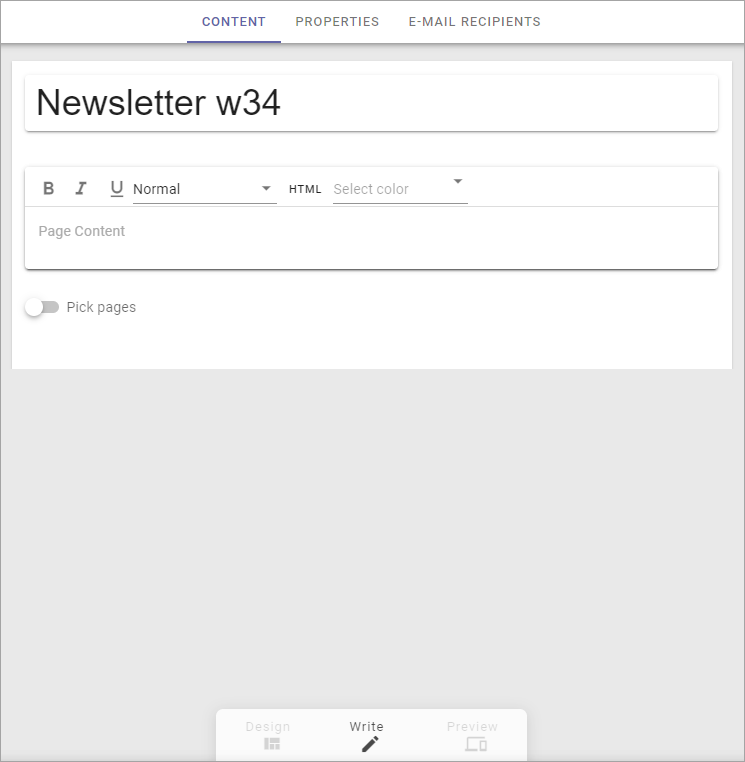 CONTENT PROPERTIES E-MAIL RECIPIENTS
Newsletter w34
B I U Normal HTML Select color
Page Content
Pick pages
Design Write Preview